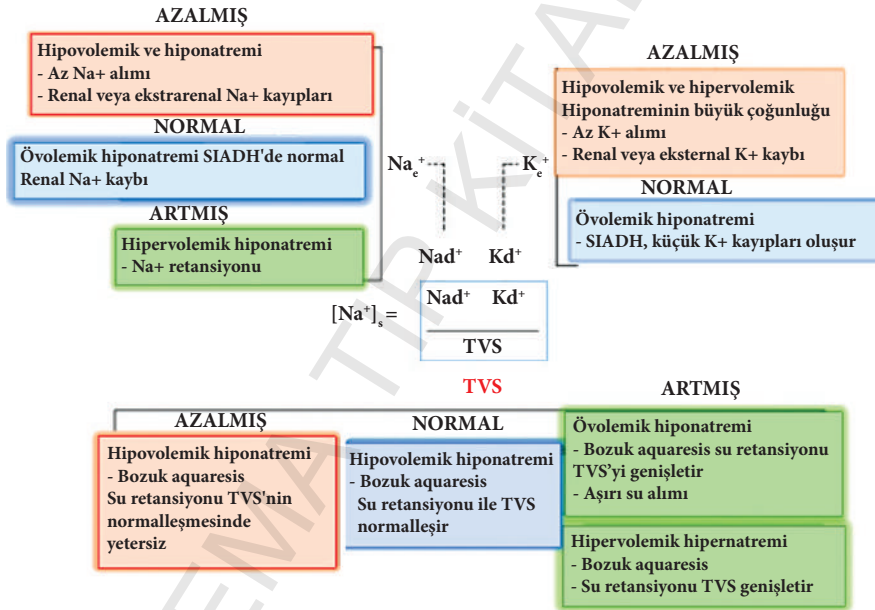 AZALMIŞ
Hipovolemik ve hiponatremi
- Az Na+ alımı
- Renal veya ekstrarenal Na+ kayıpları
NORMAL
Övolemik hiponatremi SIADH'de normal
Renal Na+ kaybı
ARTMIŞ
Hipervolemik hiponatremi
- Na+ retansiyonu
Naₑ⁺
Kₑ⁺
AZALMIŞ
Hipovolemik ve hipervolemik
Hiponatreminin büyük çoğunluğu
- Az K+ alımı
- Renal veya eksternal K+ kaybı
NORMAL
Övolemik hiponatremi
- SIADH, küçük K+ kayıpları oluşur
Nad⁺ Kd⁺
Nad⁺ Kd⁺
[Na⁺]ₛ =
TVS
TVS
AZALMIŞ
Hipovolemik hiponatremi
- Bozuk aquaresis
Su retansiyonu TVS'nin
normalleşmesinde
yetersiz
NORMAL
Hipovolemik hiponatremi
- Bozuk aquaresis
Su retansiyonu ile TVS
normalleşir
ARTMIŞ
Övolemik hiponatremi
- Bozuk aquaresis su retansiyonu
TVS’yi genişletir
- Aşırı su alımı
Hipervolemik hipernatremi
- Bozuk aquaresis
- Su retansiyonu TVS genişletir
EMA TIP KİTA